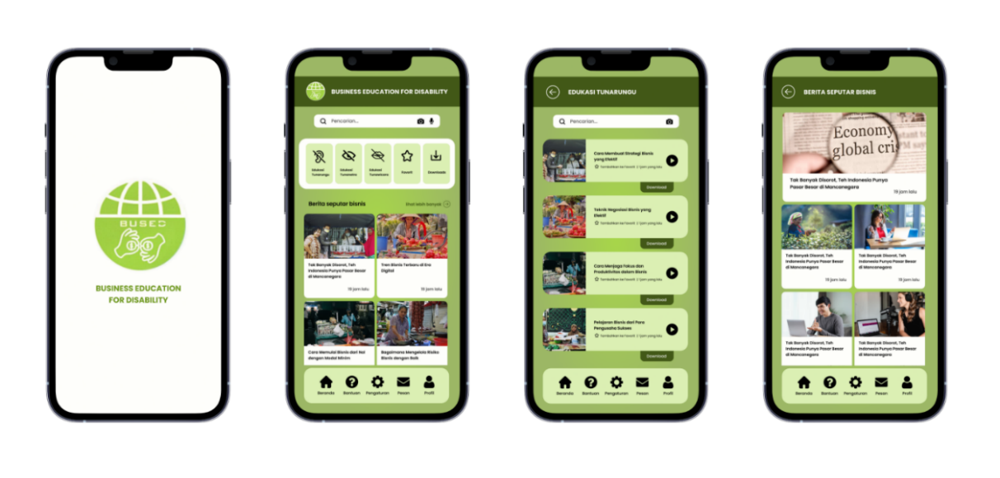 BUSED
BUSINESS EDUCATION
FOR DISABILITY
BUSINESS EDUCATION FOR DISABILITY
Pencarian...
Edukasi
Tunarungu
Edukasi
Tunanetra
Edukasi
Tunawicara
Favorit
Downloads
Berita seputar bisnis
lihat lebih banyak
Tak Banyak Disorot, Teh
Indonesia Punya Pasar Besar
di Mancanegara
19 jam lalu
Tren Bisnis Terbaru di Era
Digital
19 jam lalu
Cara Memulai Bisnis dari Nol
dengan Modal Minim
Bagaimana Mengelola Risiko
Bisnis dengan Baik
Beranda
Bantuan
Pengaturan
Pesan
Profil
EDUKASI TUNARUNGU
Pencarian...
Cara Membuat Strategi Bisnis
yang Efektif
Tambahkan ke favorit
jam yang lalu
Download
Teknik Negosiasi Bisnis yang
Efektif
Tambahkan ke favorit
jam yang lalu
Download
Cara Menjaga Fokus dan
Produktivitas dalam Bisnis
Tambahkan ke favorit
jam yang lalu
Download
Pelajaran Bisnis dari Para
Pengusaha Sukses
Tambahkan ke favorit
jam yang lalu
Download
Beranda
Bantuan
Pengaturan
Pesan
Profil
BERITA SEPUTAR BISNIS
Economy
global cris
Tak Banyak Disorot, Teh Indonesia Punya
Pasar Besar di Mancanegara
19 jam lalu
Tak Banyak Disorot, Teh
Indonesia Punya Pasar Besar
di Mancanegara
19 jam lalu
Tak Banyak Disorot, Teh
Indonesia Punya Pasar Besar
di Mancanegara
19 jam lalu
Tak Banyak Disorot, Teh
Indonesia Punya Pasar Besar
di Mancanegara
Tak Banyak Disorot, Teh
Indonesia Punya Pasar Besar
di Mancanegara
Beranda
Bantuan
Pengaturan
Pesan
Profil